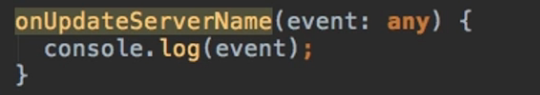 onUpdateServerName(event: any) {
console.log(event);
}